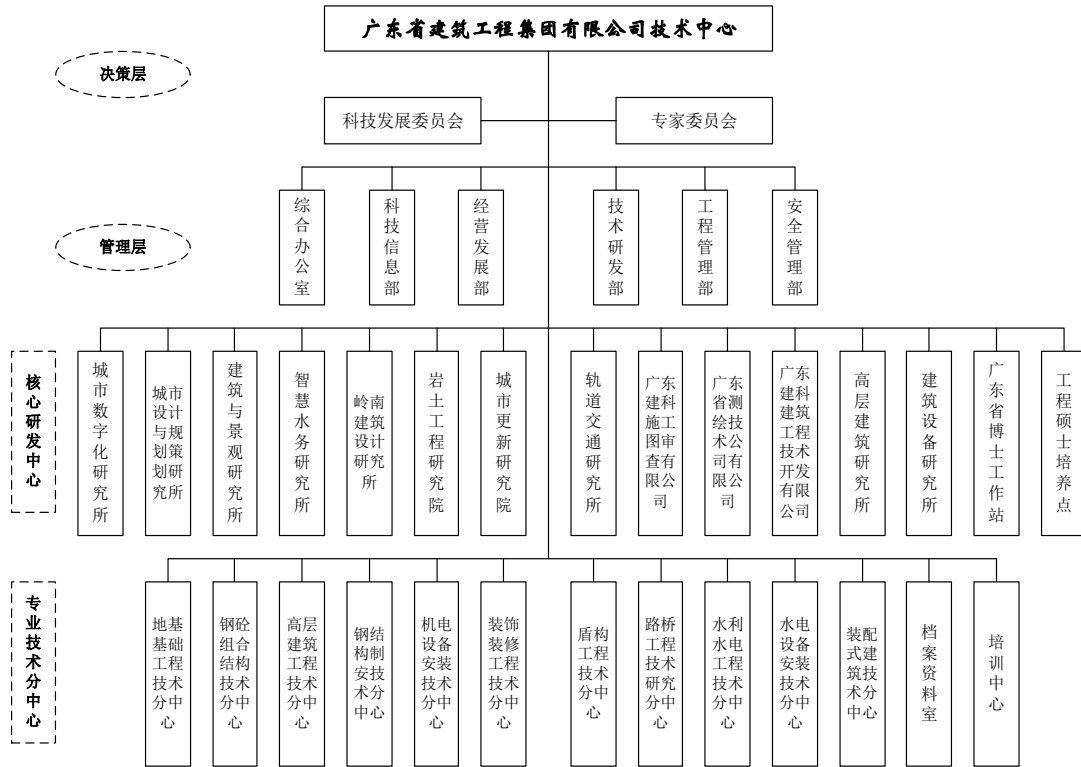 广东省建筑工程集团有限公司技术中心
决策层
科技发展委员会
专家委员会
管理层
综合办公室
科技信息部
经营发展部
技术研发部
工程管理部
安全管理部
核心研发中心
城市数字化研究所
城市设计与规划策划研究所
建筑与景观研究所
智慧水务研究所
岭南建筑设计研究所
岩土工程研究院
城市更新研究院
轨道交通研究所
广东建科施工图审查有限公司
广东省测绘技术公司有限公司
广东建科建筑工程技术开发有限公司
高层建筑研究所
建筑设备研究所
广东省博士工作站
工程硕士培养点
专业技术分中心
地基基础工程技术分中心
钢砼组合结构技术分中心
高层建筑工程技术分中心
钢结构制安技术分中心
机电设备安装技术分中心
装饰装修工程技术分中心
盾构工程技术分中心
路桥工程技术研究分中心
水利水电工程技术分中心
水电设备安装技术分中心
装配式建筑技术分中心
档案资料室
培训中心